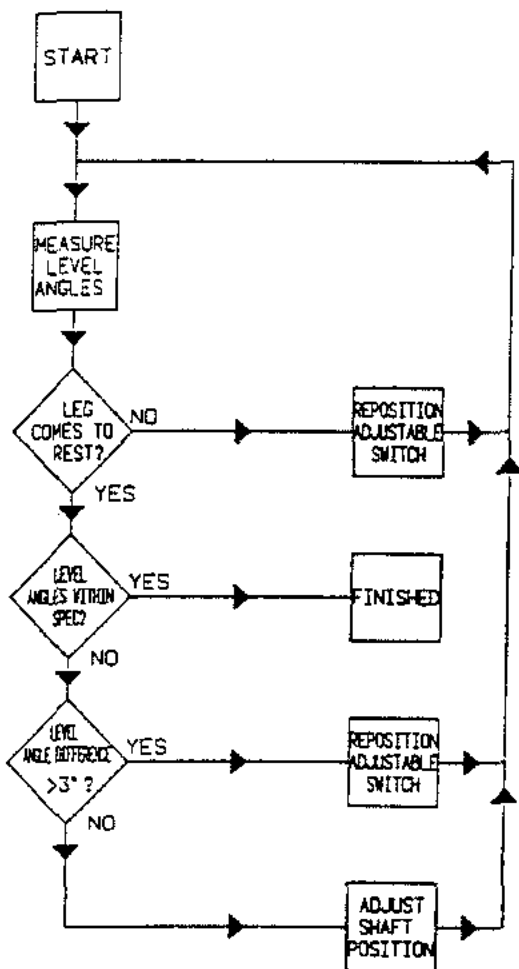 START
MEASURE
LEVEL
ANGLES
LEG
COMES TO
REST?
NO
REPOSITION
ADJUSTABLE
SWITCH
YES
LEVEL
ANGLES WITHIN
SPEC?
YES
FINISHED
NO
LEVEL
ANGLE DIFFERENCE
>3° ?
YES
REPOSITION
ADJUSTABLE
SWITCH
NO
ADJUST
SHAFT
POSITION